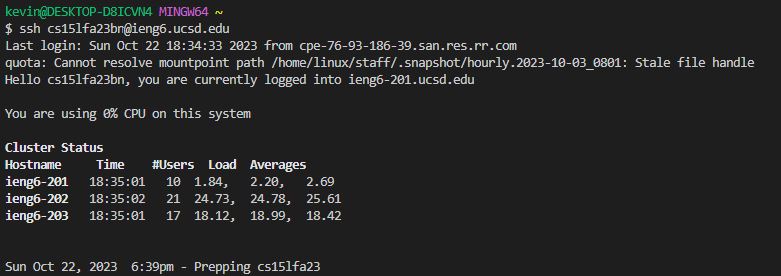 kevin@DESKTOP-D8ICVN4 MINGW64 ~
$ ssh cs15lfa23bn@ieng6.ucsd.edu
Last login: Sun Oct 22 18:34:33 2023 from cpe-76-93-186-39.san.res.rr.com
quota: Cannot resolve mountpoint path /home/linux/staff/.snapshot/hourly.2023-10-03_0801: Stale file handle
Hello cs15lfa23bn, you are currently logged into ieng6-201.ucsd.edu
You are using 0% CPU on this system
Cluster Status
Hostname Time #Users Load Averages
ieng6-201 18:35:01 10 1.84, 2.20, 2.69
ieng6-202 18:35:02 21 24.73, 24.78, 25.61
ieng6-203 18:35:01 17 18.12, 18.99, 18.42
Sun Oct 22, 2023 6:39pm - Prepping cs15lfa23